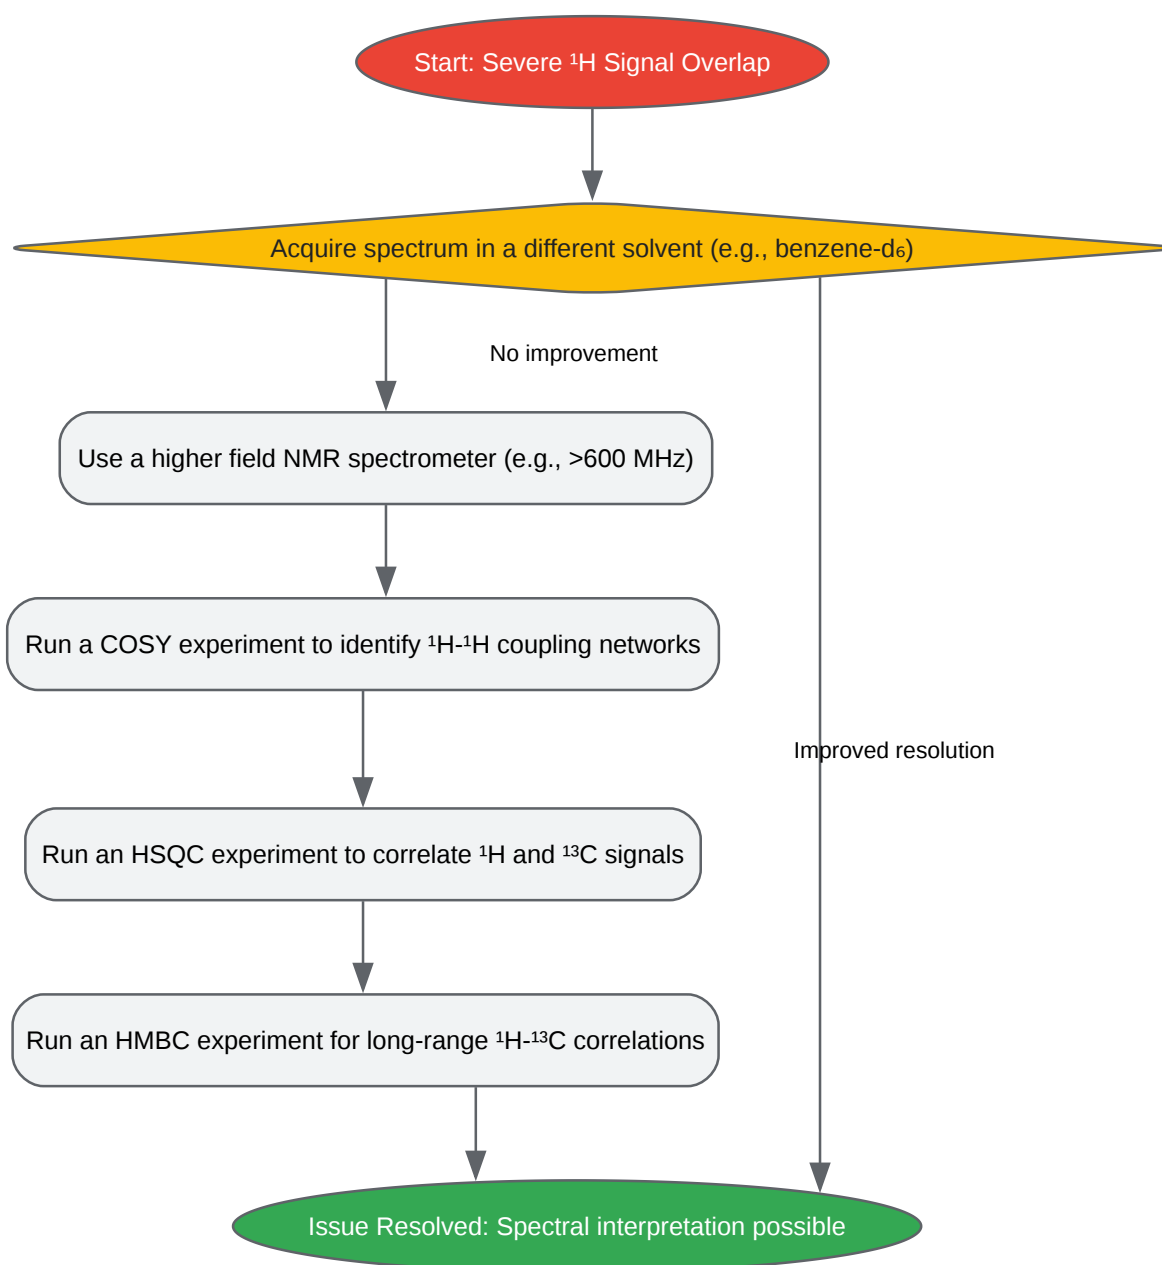 Start: Severe ¹H Signal Overlap
Acquire spectrum in a different solvent (e.g., benzene-d₆)
No improvement
Use a higher field NMR spectrometer (e.g., >600 MHz)
Run a COSY experiment to identify ¹H-¹H coupling networks
Improved resolution
Run an HSQC experiment to correlate ¹H and ¹³C signals
Run an HMBC experiment for long-range ¹H-¹³C correlations
Issue Resolved: Spectral interpretation possible